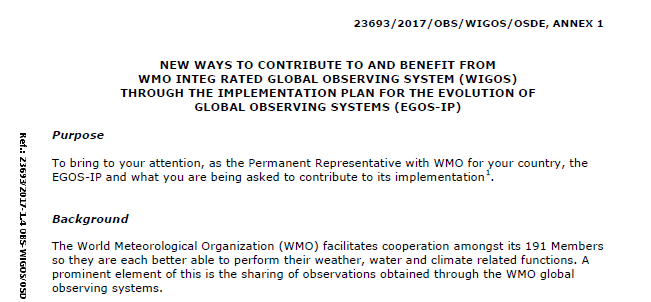 23693/2017/OBS/WIGOS/OSDE, ANNEX 1
NEW WAYS TO CONTRIBUTE TO AND BENEFIT FROM
WMO INTEG RATED GLOBAL OBSERVING SYSTEM (WIGOS)
THROUGH THE IMPLEMENTATION PLAN FOR THE EVOLUTION OF
GLOBAL OBSERVING SYSTEMS (EGOS-IP)
Purpose
To bring to your attention, as the Permanent Representative with WMO for your country, the
EGOS-IP and what you are being asked to contribute to its implementation¹.
Background
The World Meteorological Organization (WMO) facilitates cooperation amongst its 191 Members
so they are each better able to perform their weather, water and climate related functions. A
prominent element of this is the sharing of observations obtained through the WMO global
observing systems.
Ref.: 23693/2017-1.4 OBS-WIGOS/OSD